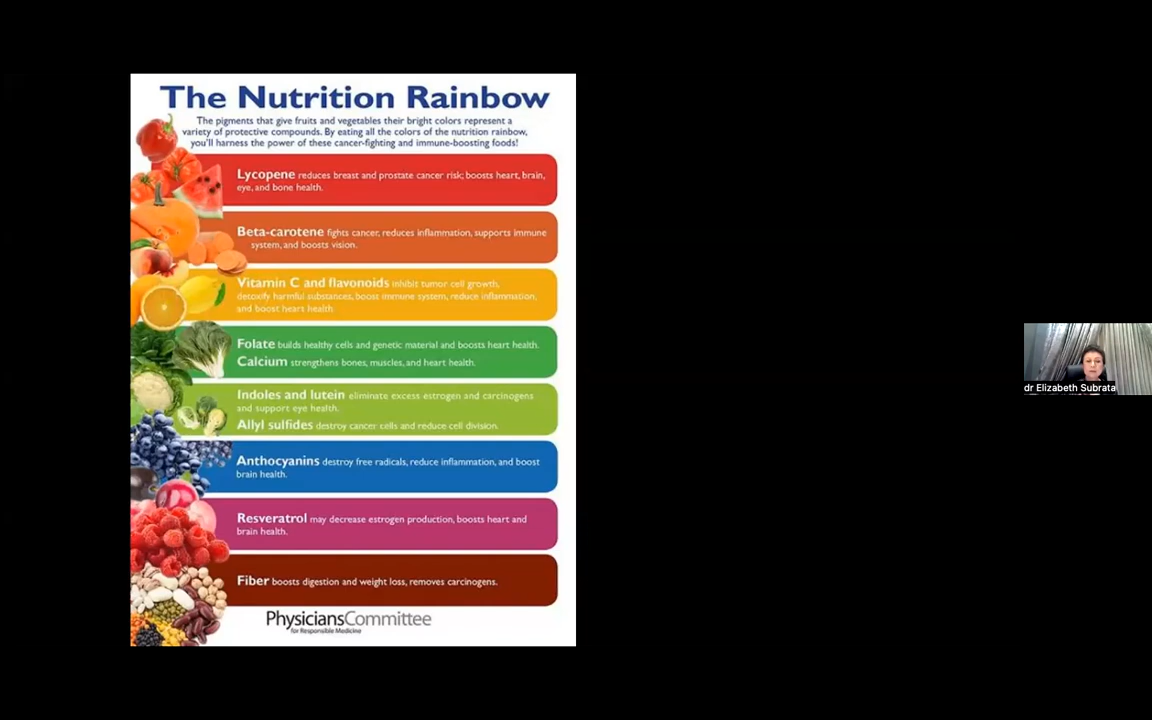 The Nutrition Rainbow
The pigments that give fruits and vegetables their bright colors represent a
variety of protective compounds. By eating all the colors of the nutrition rainbow,
you'll harness the power of these cancer-fighting and immune-boosting foods!
Lycopene reduces breast and prostate cancer risk; boosts heart, brain,
eye, and bone health.
Beta-carotene fights cancer, reduces inflammation, supports immune
system, and boosts vision.
Vitamin C and flavonoids inhibit tumor cell growth,
detoxify harmful substances, boost immune system, reduce inflammation,
and boost heart health
Folate builds healthy cells and genetic material and boosts heart health.
Calcium strengthens bones, muscles, and heart health.
Indoles and lutein eliminate excess estrogen and carcinogens
and support eye health.
Allyl sulfides destroy cancer cells and reduce cell division.
Anthocyanins destroy free radicals, reduce inflammation, and boost
brain health.
Resveratrol may decrease estrogen production, boosts heart and
brain health.
Fiber boosts digestion and weight loss, removes carcinogens.
PhysiciansCommittee
for Responsible Medicine
dr Elizabeth Subrata